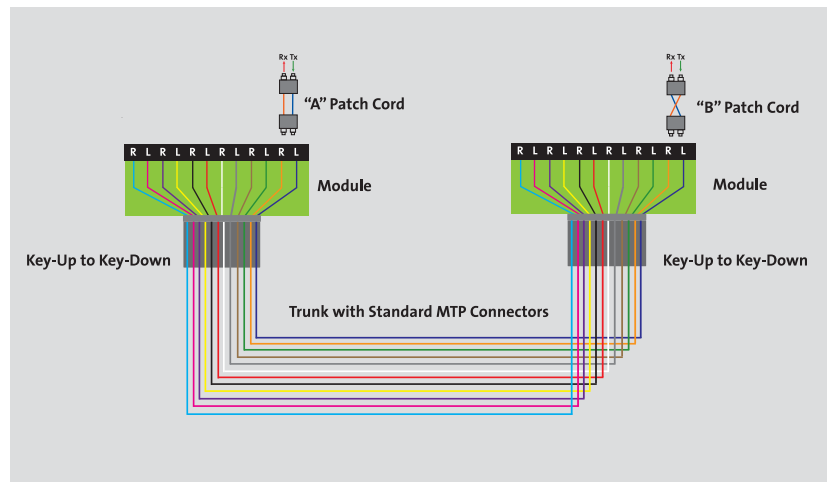 Rx Tx
"A" Patch Cord
R L R L R L R L R L R L
Module
Key-Up to Key-Down
Rx Tx
"B" Patch Cord
R L R L R L R L R L R L
Module
Key-Up to Key-Down
Trunk with Standard MTP Connectors